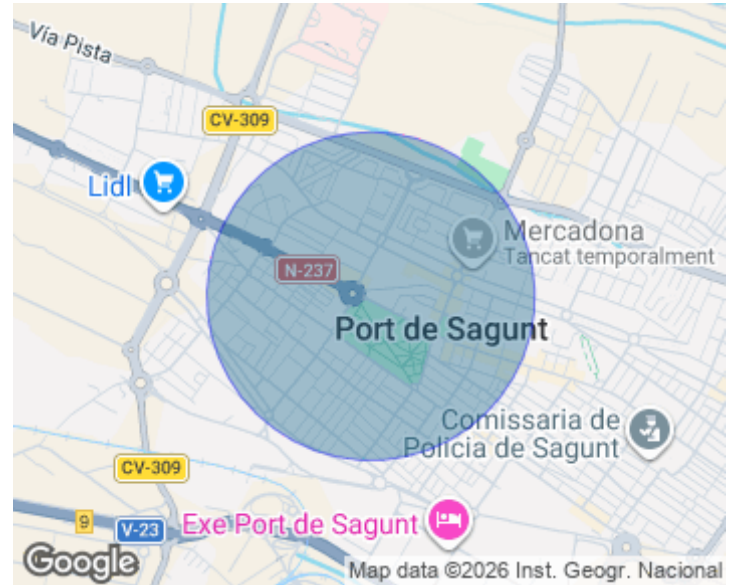 Vía Pista
CV-309
Lidl
Mercadona
Tancat temporalment
N-237
Port de Sagunt
Comissaria de
Policia de Sagunt
CV-309
9
V-23
Exe Port de Sagunt
Google
Map data ©2026 Inst. Geogr. Nacional